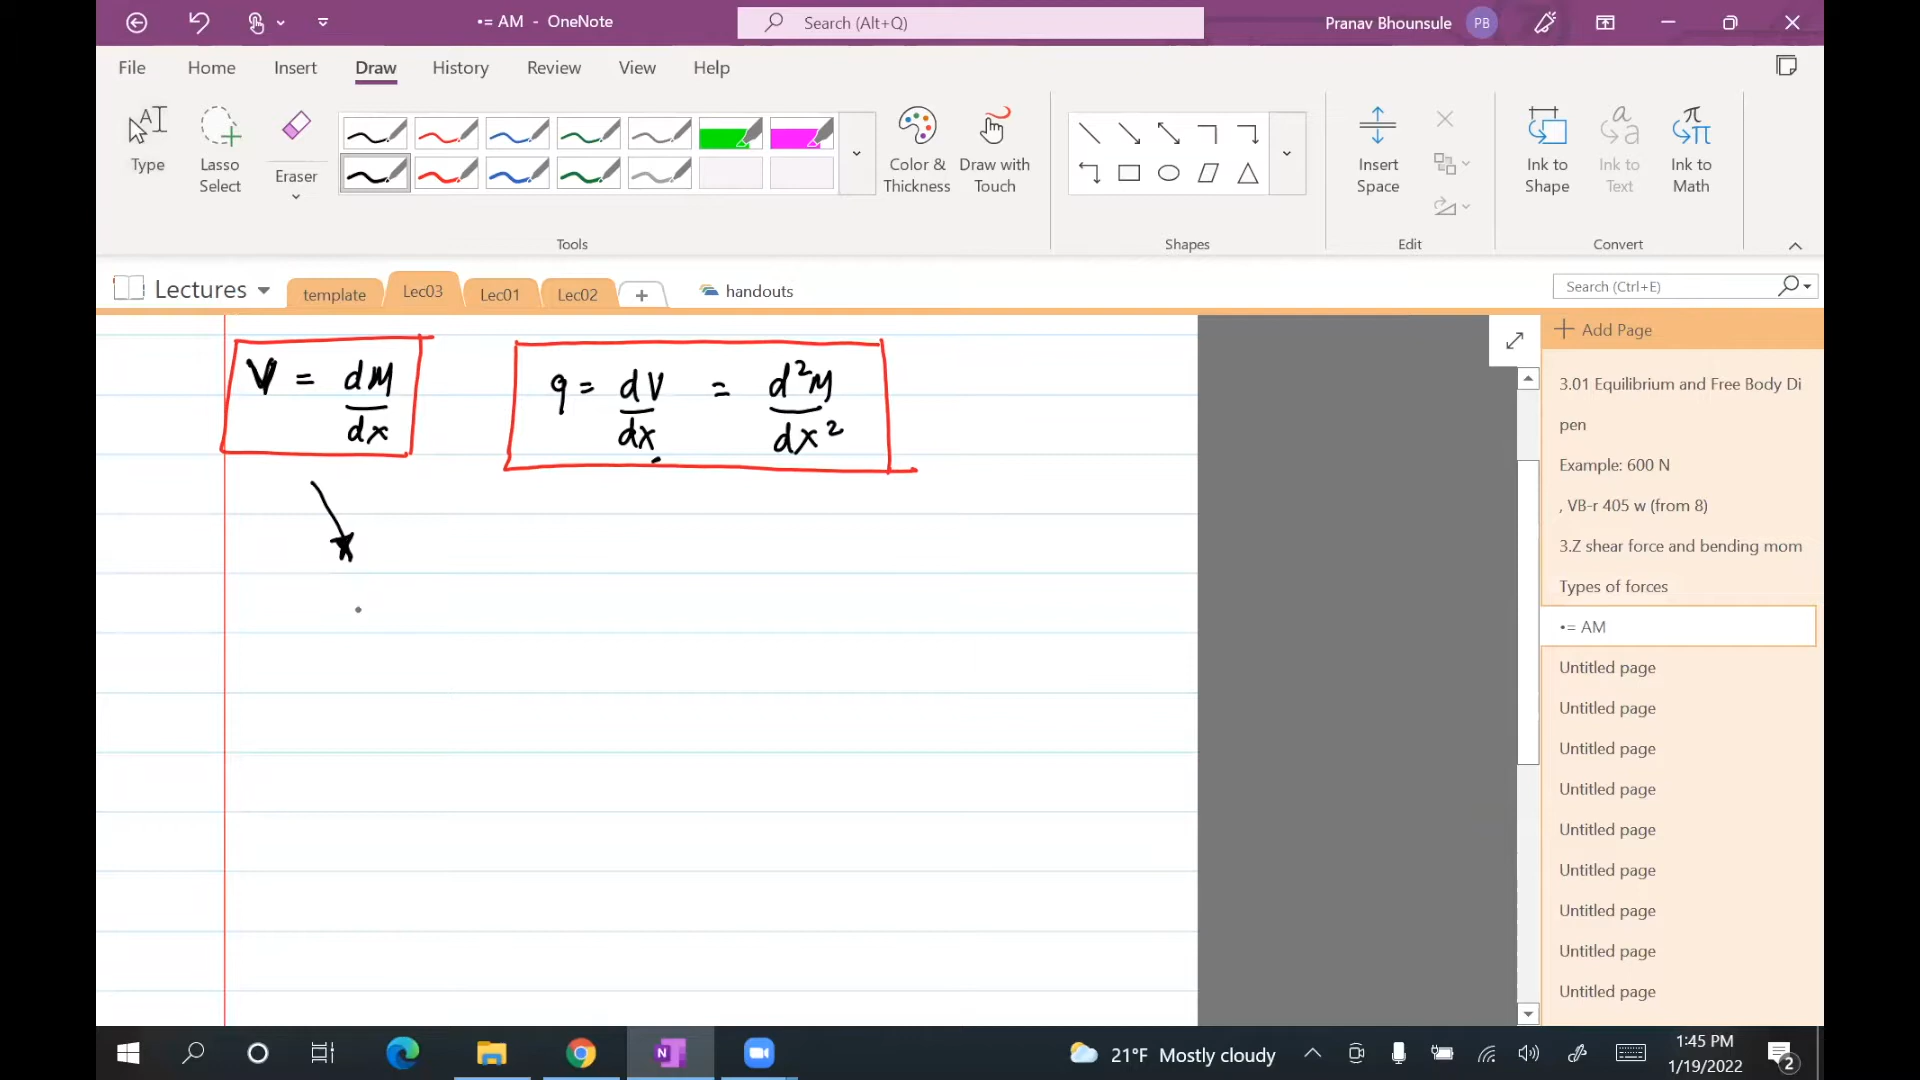 •= AM - OneNote
Search (Alt+Q)
Pranav Bhounsule PB
File Home Insert Draw History Review View Help
Type
Lasso Select
Eraser
Color & Thickness
Draw with Touch
Insert Space
Ink to Shape
Ink to Text
Ink to Math
Tools Shapes Edit Convert
Lectures template Lec03 Lec01 Lec02 handouts
Search (Ctrl+E)
V = dM/dx
q = dV/dx = d²M/dx²
Add Page
3.01 Equilibrium and Free Body Di
pen
Example: 600 N
, VB-r 405 w (from 8)
3.Z shear force and bending mom
Types of forces
•= AM
Untitled page
Untitled page
Untitled page
Untitled page
Untitled page
Untitled page
Untitled page
Untitled page
Untitled page
21°F Mostly cloudy
1:45 PM
1/19/2022
2